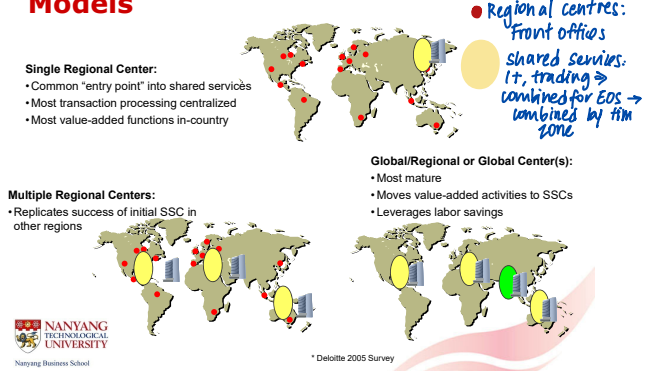 Models
Single Regional Center:
•Common “entry point” into shared services
•Most transaction processing centralized
•Most value-added functions in-country
Regional centres:
Front offices
shared services:
It, trading →
combined for EOS →
combined by tim
zone
Global/Regional or Global Center(s):
•Most mature
•Moves value-added activities to SSCs
•Leverages labor savings
Multiple Regional Centers:
•Replicates success of initial SSC in
other regions
NANYANG
TECHNOLOGICAL
UNIVERSITY
Nanyang Business School
* Deloitte 2005 Survey